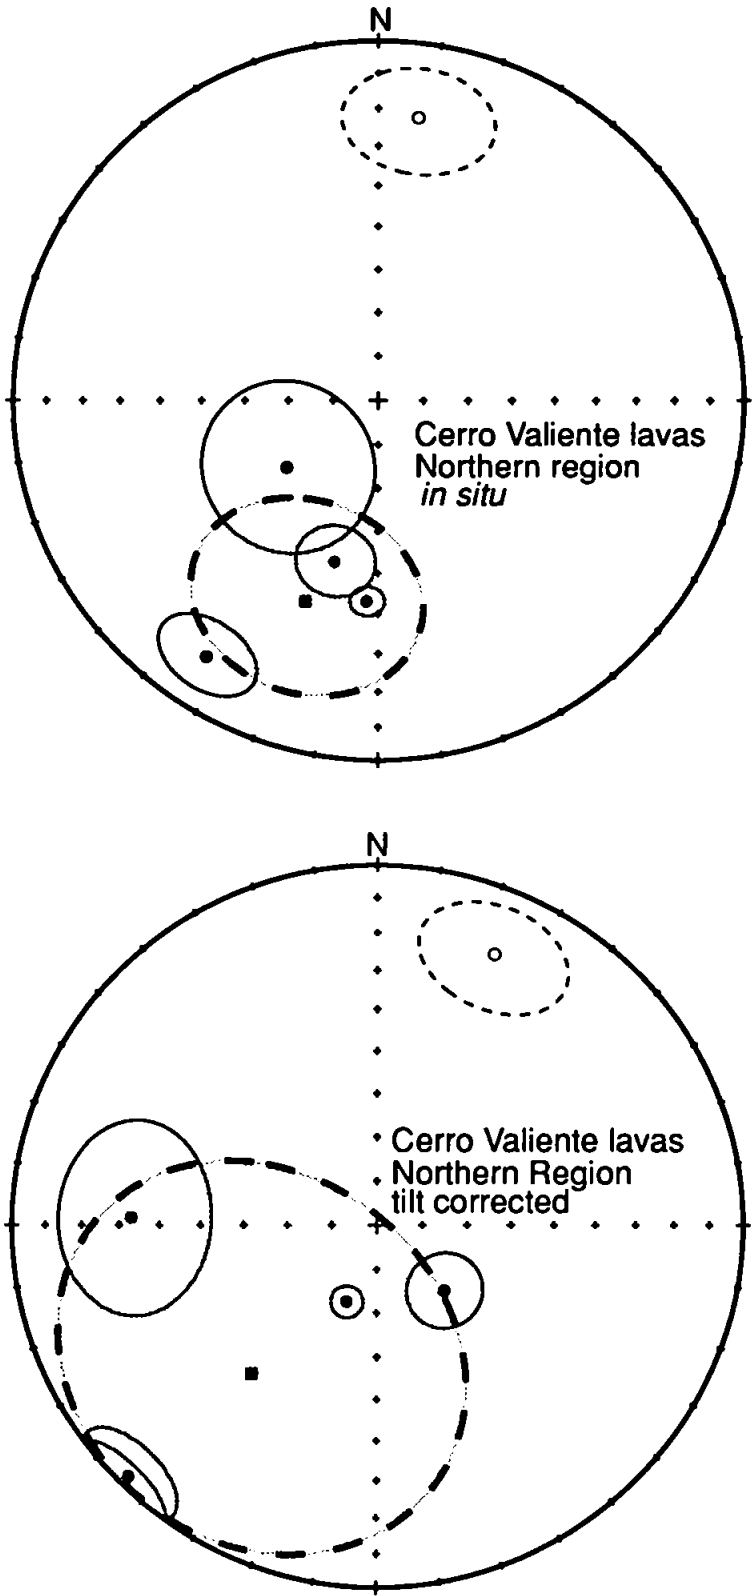 N
Cerro Valiente lavas
Northern region
in situ
N
Cerro Valiente lavas
Northern Region
tilt corrected